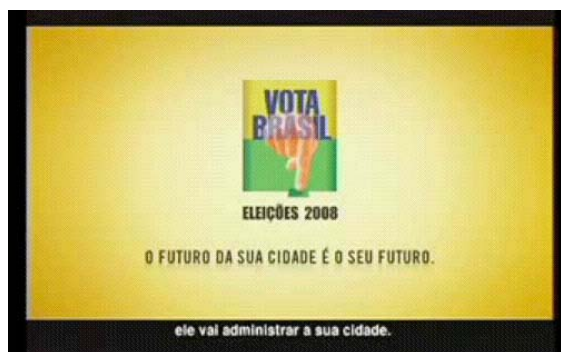 VOTA
BRASIL
ELEIÇÕES 2008
O FUTURO DA SUA CIDADE É O SEU FUTURO.
ele vai administrar a sua cidade.